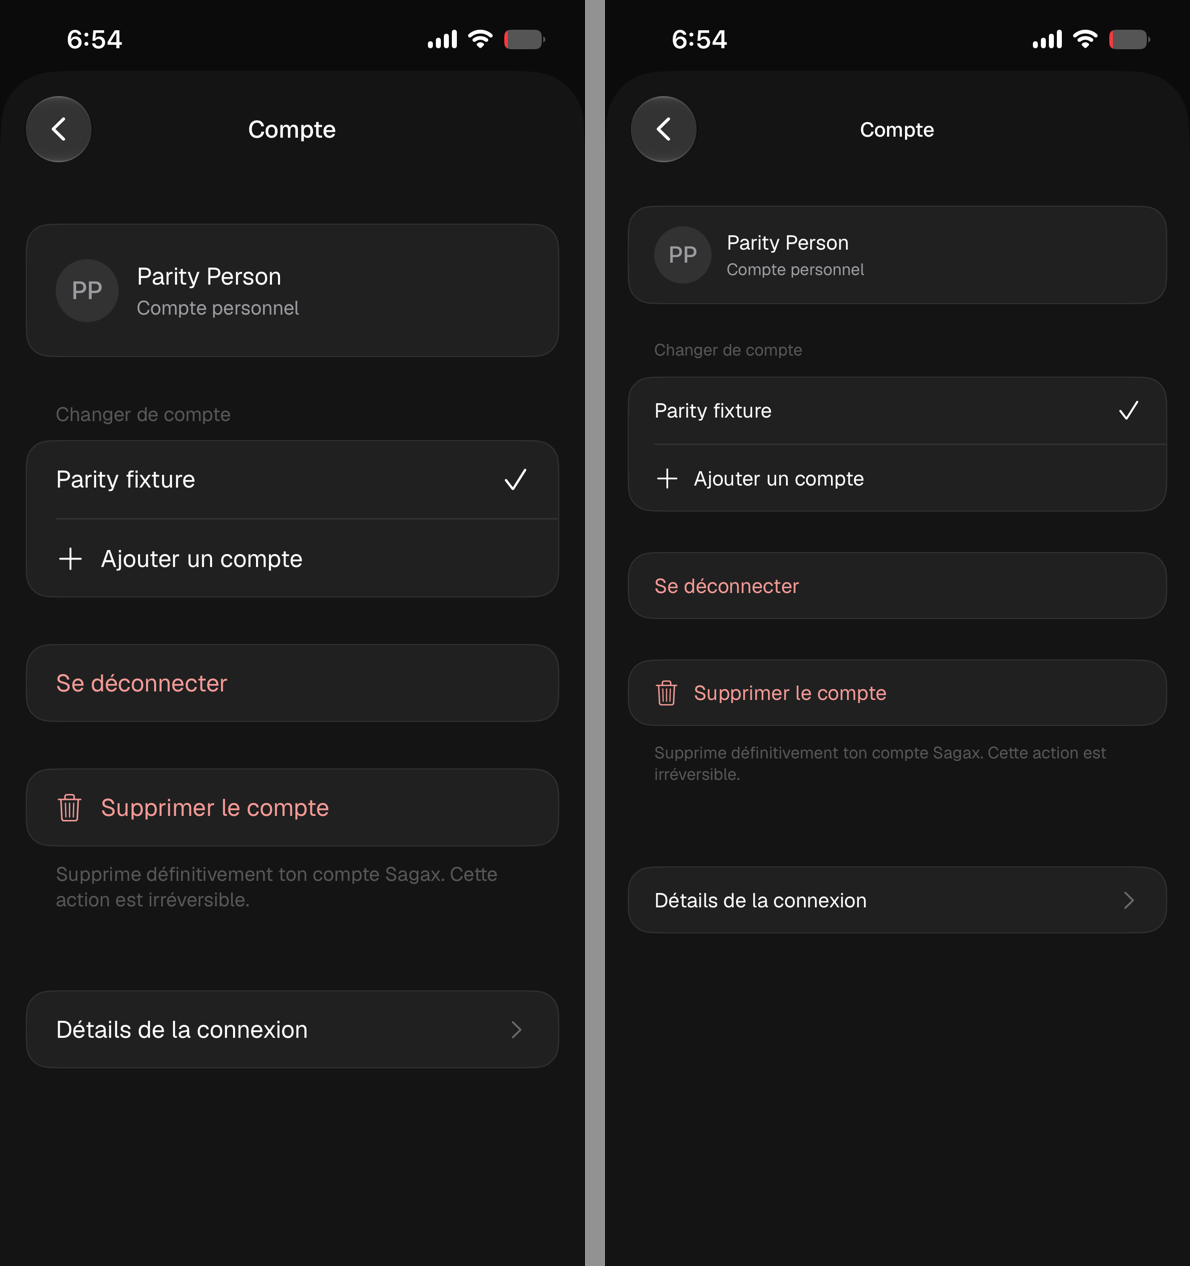 6:54
Compte
PP
Parity Person
Compte personnel
Changer de compte
Parity fixture
Ajouter un compte
Se déconnecter
Supprimer le compte
Supprime définitivement ton compte Sagax. Cette
action est irréversible.
Détails de la connexion
6:54
Compte
PP
Parity Person
Compte personnel
Changer de compte
Parity fixture
Ajouter un compte
Se déconnecter
Supprimer le compte
Supprime définitivement ton compte Sagax. Cette action est
irréversible.
Détails de la connexion